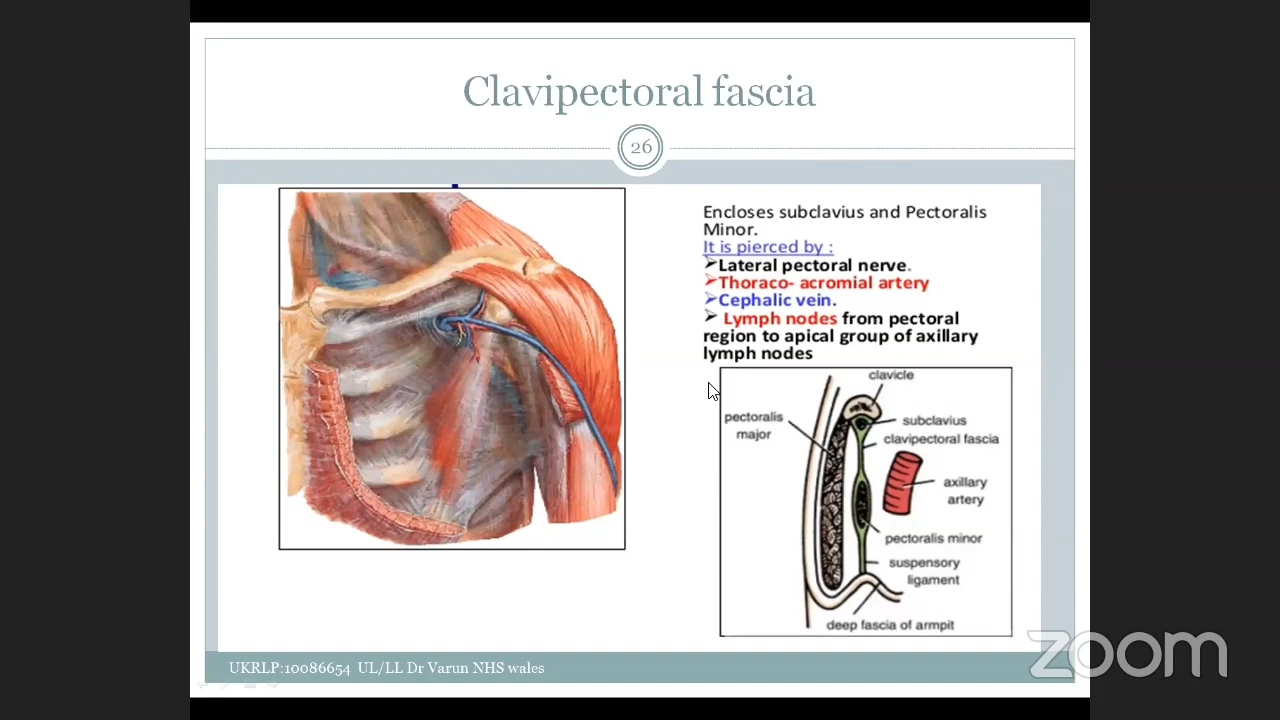 Clavipectoral fascia
26
Encloses subclavius and Pectoralis
Minor.
It is pierced by :
➢Lateral pectoral nerve.
➢Thoraco- acromial artery
➢Cephalic vein.
➢ Lymph nodes from pectoral
region to apical group of axillary
lymph nodes
clavicle
pectoralis
major
subclavius
clavipectoral fascia
axillary
artery
pectoralis minor
suspensory
ligament
deep fascia of armpit
UKRLP:10086654 UL/LL Dr Varun NHS wales
zoom